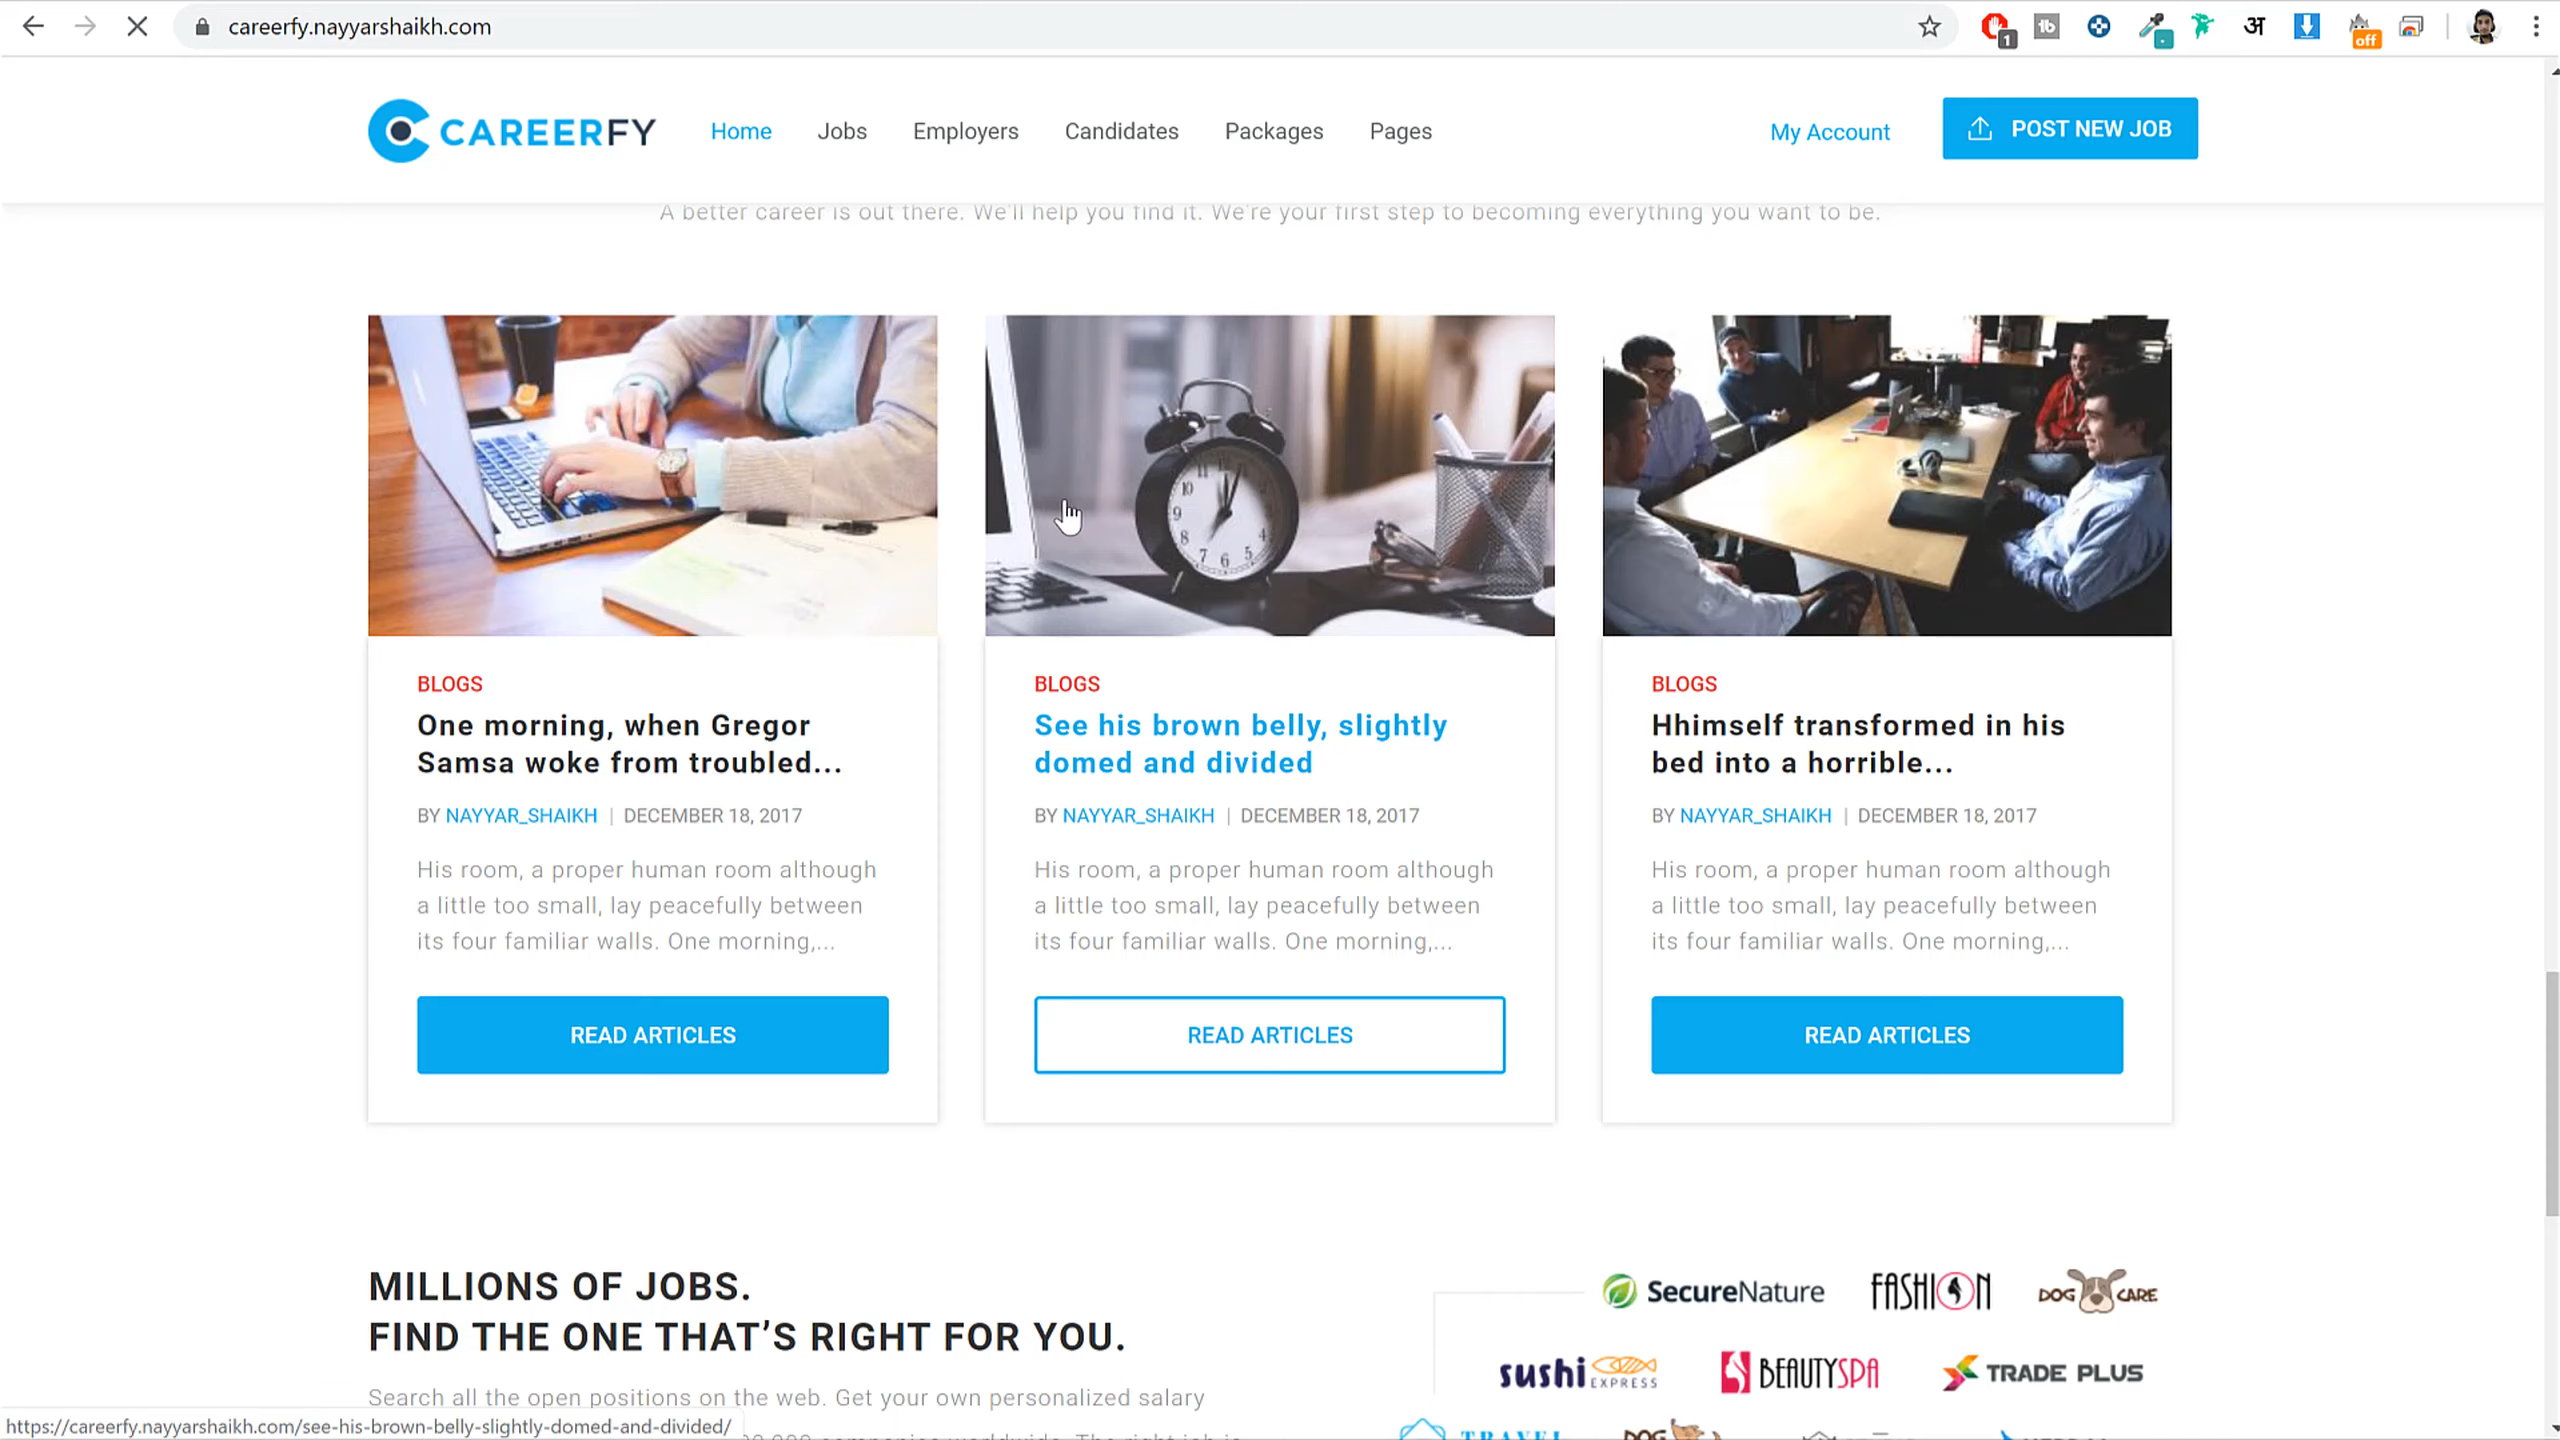 careerfy.nayyarshaikh.com
1
off
CAREERFY
Home Jobs Employers Candidates Packages Pages My Account POST NEW JOB
A better career is out there. We'll help you find it. We're your first step to becoming everything you want to be.
BLOGS
One morning, when Gregor
Samsa woke from troubled...
BY NAYYAR_SHAIKH | DECEMBER 18, 2017
His room, a proper human room although
a little too small, lay peacefully between
its four familiar walls. One morning,...
READ ARTICLES
BLOGS
See his brown belly, slightly
domed and divided
BY NAYYAR_SHAIKH | DECEMBER 18, 2017
His room, a proper human room although
a little too small, lay peacefully between
its four familiar walls. One morning,...
READ ARTICLES
BLOGS
Hhimself transformed in his
bed into a horrible...
BY NAYYAR_SHAIKH | DECEMBER 18, 2017
His room, a proper human room although
a little too small, lay peacefully between
its four familiar walls. One morning,...
READ ARTICLES
MILLIONS OF JOBS.
FIND THE ONE THAT'S RIGHT FOR YOU.
Search all the open positions on the web. Get your own personalized salary
SecureNature FASHION DOG CARE
sushi EXPRESS BEAUTYSPA TRADE PLUS
TRAVEL DOG
https://careerfy.nayyarshaikh.com/see-his-brown-belly-slightly-domed-and-divided/